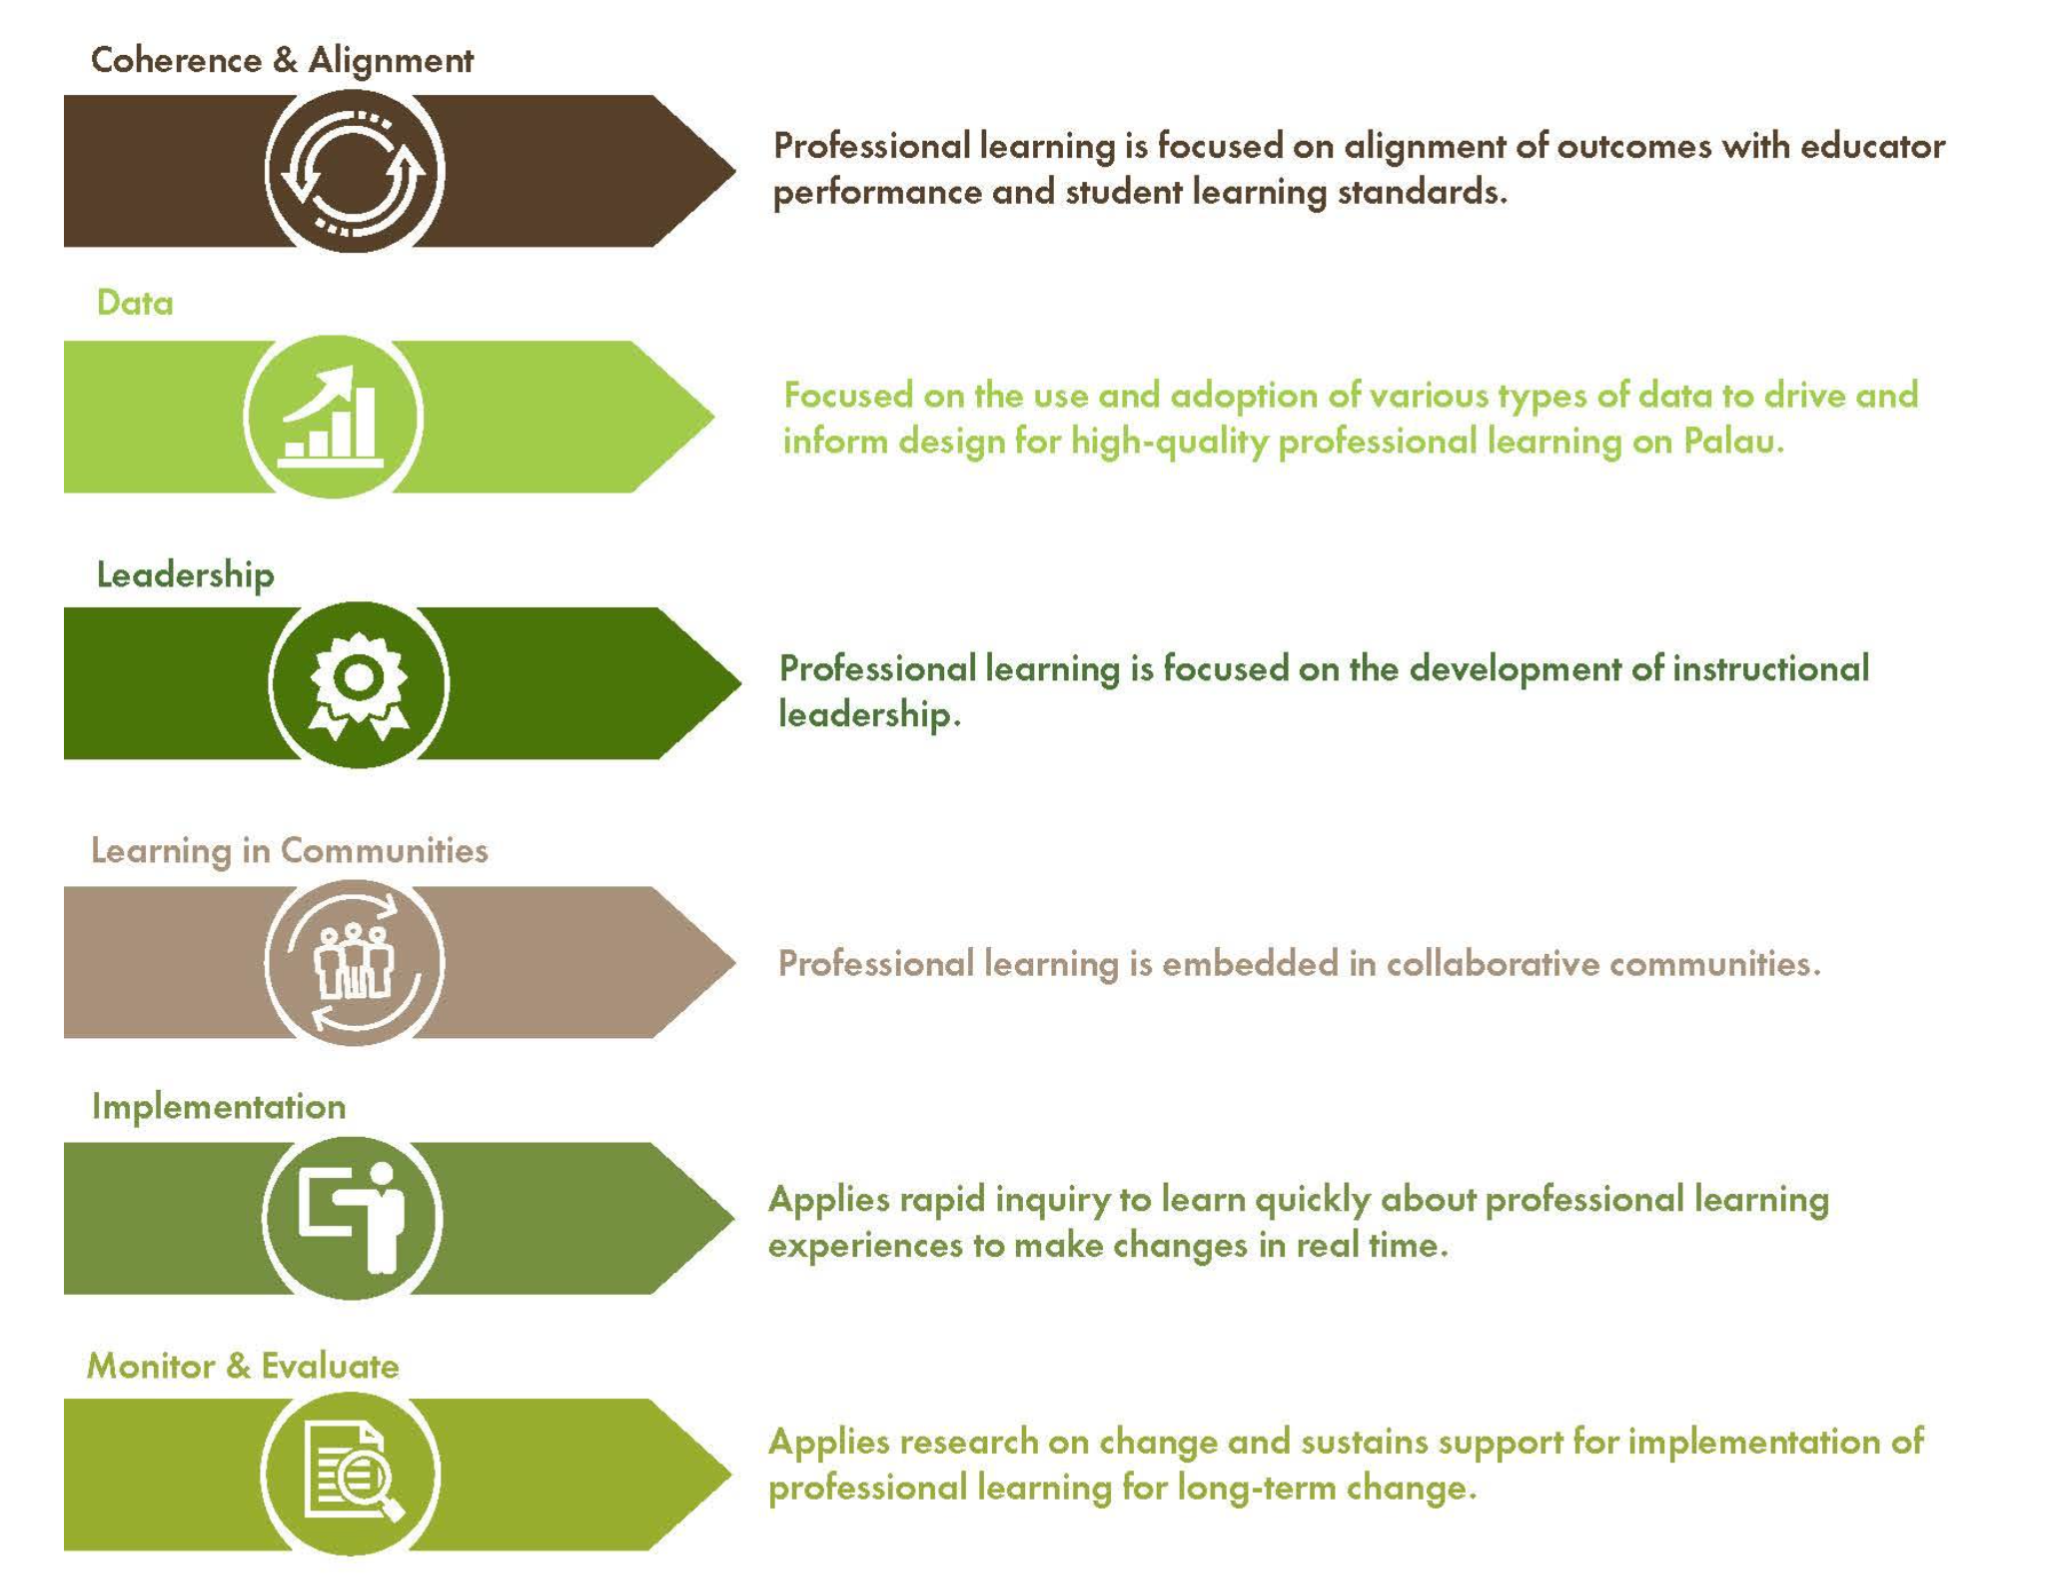 Coherence & Alignment
Professional learning is focused on alignment of outcomes with educator
performance and student learning standards.
Data
Focused on the use and adoption of various types of data to drive and
inform design for high-quality professional learning on Palau.
Leadership
Professional learning is focused on the development of instructional
leadership.
Learning in Communities
Professional learning is embedded in collaborative communities.
Implementation
Applies rapid inquiry to learn quickly about professional learning
experiences to make changes in real time.
Monitor & Evaluate
Applies research on change and sustains support for implementation of
professional learning for long-term change.